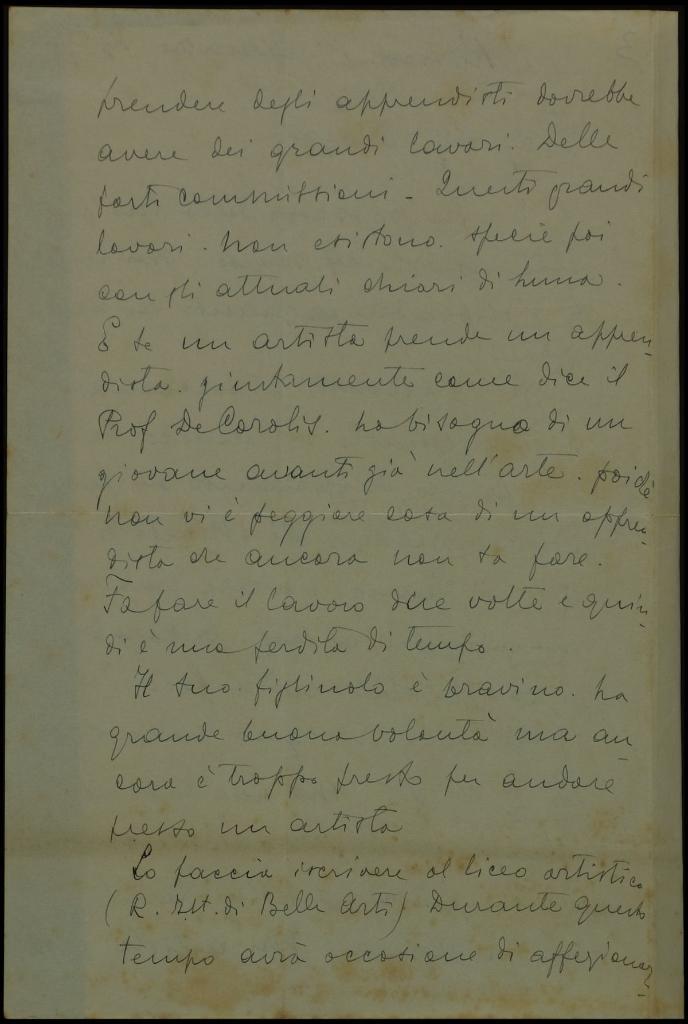 prendere degli apprendisti dovrebbe
avere dei grandi lavori. Delle
forti commissioni - Questi grandi
lavori. non esistono. specie poi
con gli attuali chiari di luna.
E se un artista prende un appren-
dista. giustamente come dice il
Prof De Carolis. ha bisogno di un
giovane avanti già nell'arte. poichè
non vi è peggiore cosa di un appren-
dista che ancora non sa fare.
Fa fare il lavoro due volte e quin-
di è una perdita di tempo.
Il suo figliuolo è bravino. ha
grande buona volontà ma an-
cora è troppo presto per andare
presso un artista
Lo faccia iscrivere al liceo artistico
(R. Ist. di Belle Arti) Durante questo
tempo avrà occasione di affezionar-